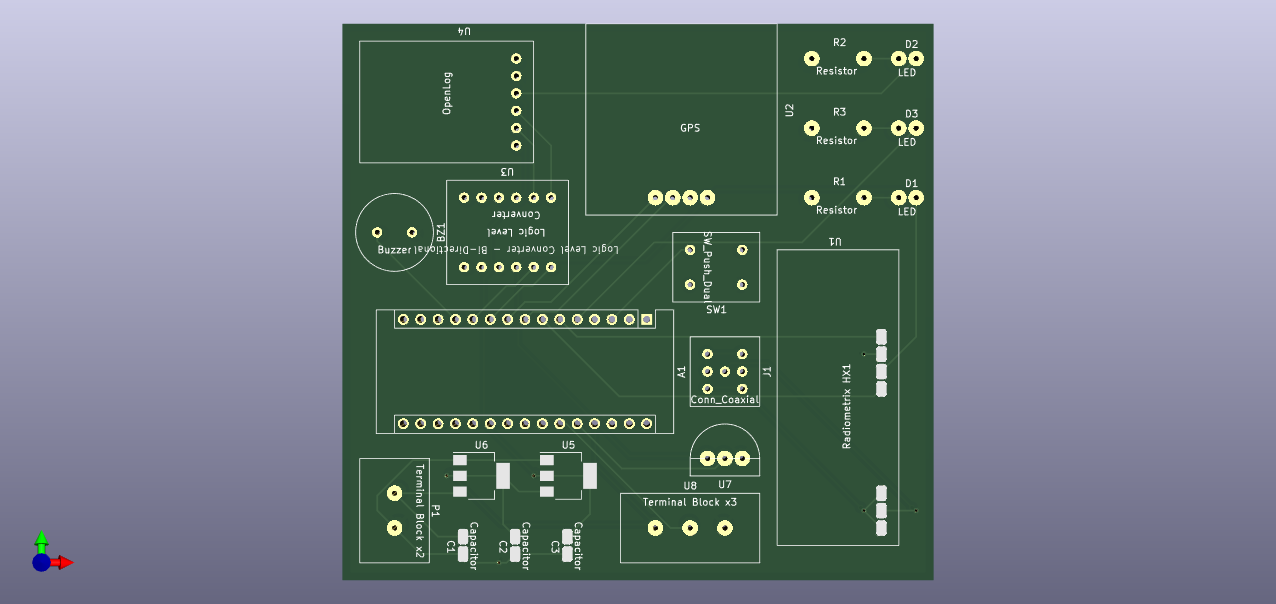 U4
OpenLog
GPS
U2
R2
Resistor
D2
LED
R3
Resistor
D3
LED
R1
Resistor
D1
LED
U3
Converter
Logic Level
Logic Level Converter - Bi-Directional
BZ1
Buzzer
SW_Push_Dual
SW1
U1
Radiometrix HX1
A1
J1
Conn_Coaxial
U6
U5
U8
U7
Terminal Block x2
P1
Terminal Block x3
C1
Capacitor
C2
Capacitor
C3
Capacitor